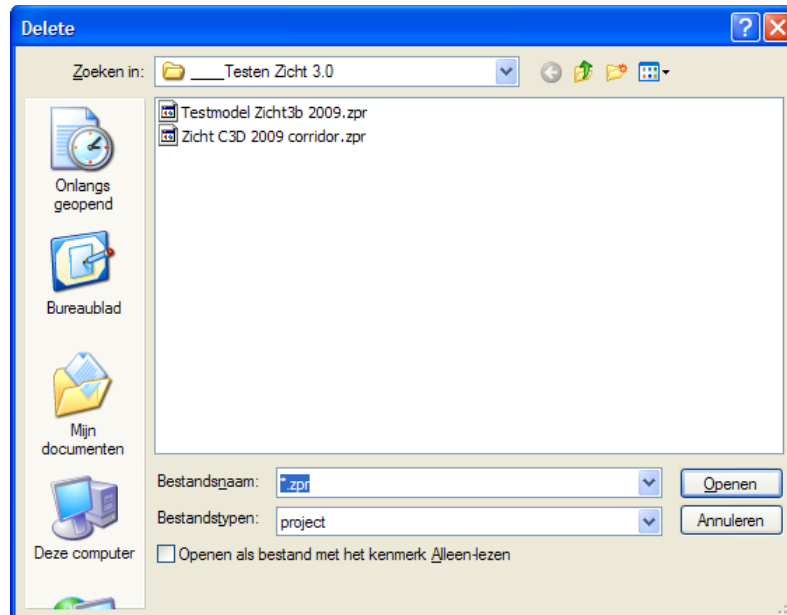 Delete
Zoeken in:
____Testen Zicht 3.0
Testmodel Zicht3b 2009.zpr
Zicht C3D 2009 corridor.zpr
Onlangs
geopend
Bureaublad
Mijn
documenten
Deze computer
Bestandsnaam:
*.zpr
Openen
Bestandstypen:
project
Annuleren
Openen als bestand met het kenmerk Alleen-lezen